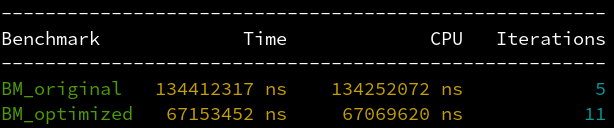 ------------------------------------------------------
Benchmark            Time             CPU   Iterations
------------------------------------------------------
BM_original  134412317 ns    134252072 ns            5
BM_optimized  67153452 ns     67069620 ns           11